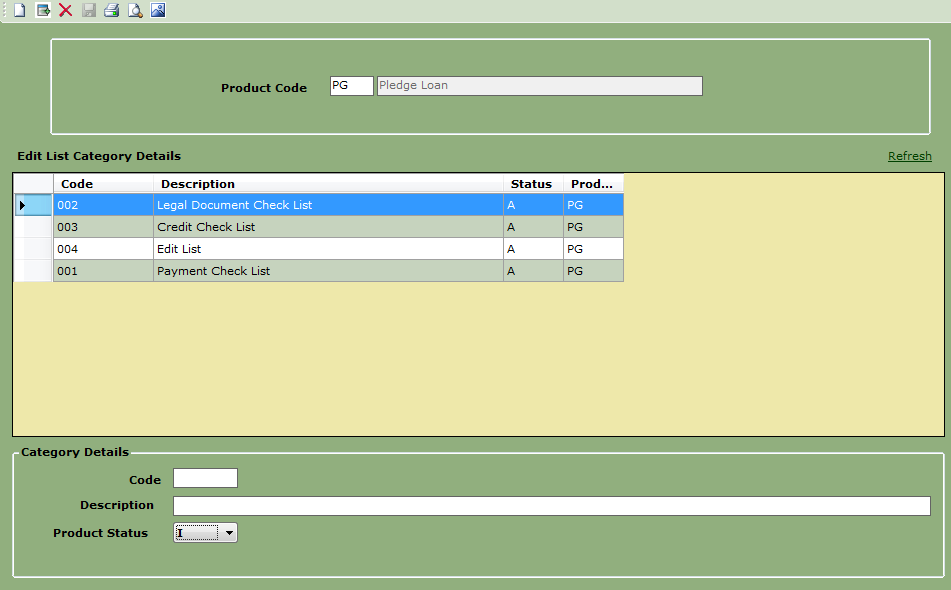 Product Code PG Pledge Loan
Edit List Category Details Refresh
Code Description Status Prod...
002 Legal Document Check List A PG
003 Credit Check List A PG
004 Edit List A PG
001 Payment Check List A PG
Category Details
Code
Description
Product Status I